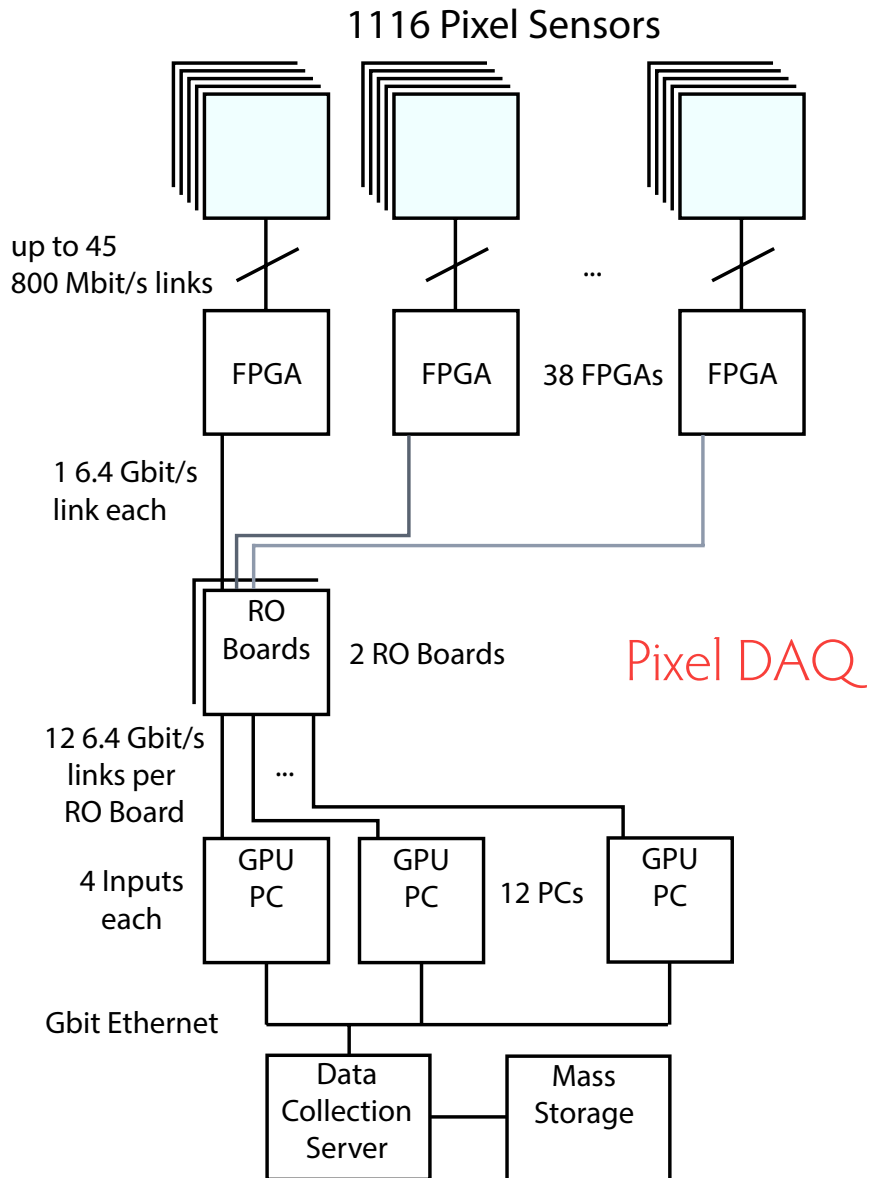 1116 Pixel Sensors
up to 45
800 Mbit/s links
...
FPGA
FPGA
38 FPGAs
FPGA
1 6.4 Gbit/s
link each
RO
Boards
2 RO Boards
Pixel DAQ
12 6.4 Gbit/s
links per
RO Board
...
GPU
PC
GPU
PC
GPU
PC
4 Inputs
each
12 PCs
Gbit Ethernet
Data
Collection
Server
Mass
Storage